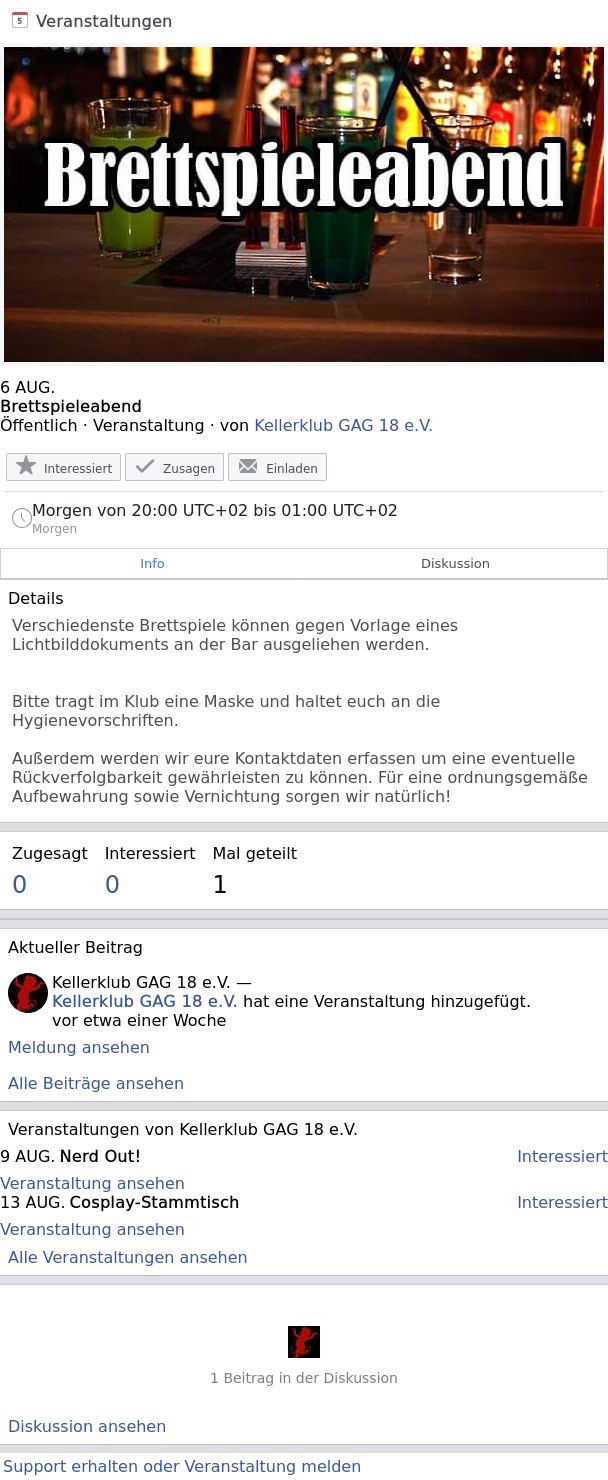 5 Veranstaltungen
Brettspieleabend
6 AUG.
Brettspieleabend
Öffentlich · Veranstaltung · von Kellerklub GAG 18 e.V.
Interessiert Zusagen Einladen
Morgen von 20:00 UTC+02 bis 01:00 UTC+02
Morgen
Info Diskussion
Details
Verschiedenste Brettspiele können gegen Vorlage eines
Lichtbilddokuments an der Bar ausgeliehen werden.
Bitte tragt im Klub eine Maske und haltet euch an die
Hygienevorschriften.
Außerdem werden wir eure Kontaktdaten erfassen um eine eventuelle
Rückverfolgbarkeit gewährleisten zu können. Für eine ordnungsgemäße
Aufbewahrung sowie Vernichtung sorgen wir natürlich!
Zugesagt Interessiert Mal geteilt
0 0 1
Aktueller Beitrag
Kellerklub GAG 18 e.V. —
Kellerklub GAG 18 e.V. hat eine Veranstaltung hinzugefügt.
vor etwa einer Woche
Meldung ansehen
Alle Beiträge ansehen
Veranstaltungen von Kellerklub GAG 18 e.V.
9 AUG. Nerd Out! Interessiert
Veranstaltung ansehen
13 AUG. Cosplay-Stammtisch Interessiert
Veranstaltung ansehen
Alle Veranstaltungen ansehen
1 Beitrag in der Diskussion
Diskussion ansehen
Support erhalten oder Veranstaltung melden